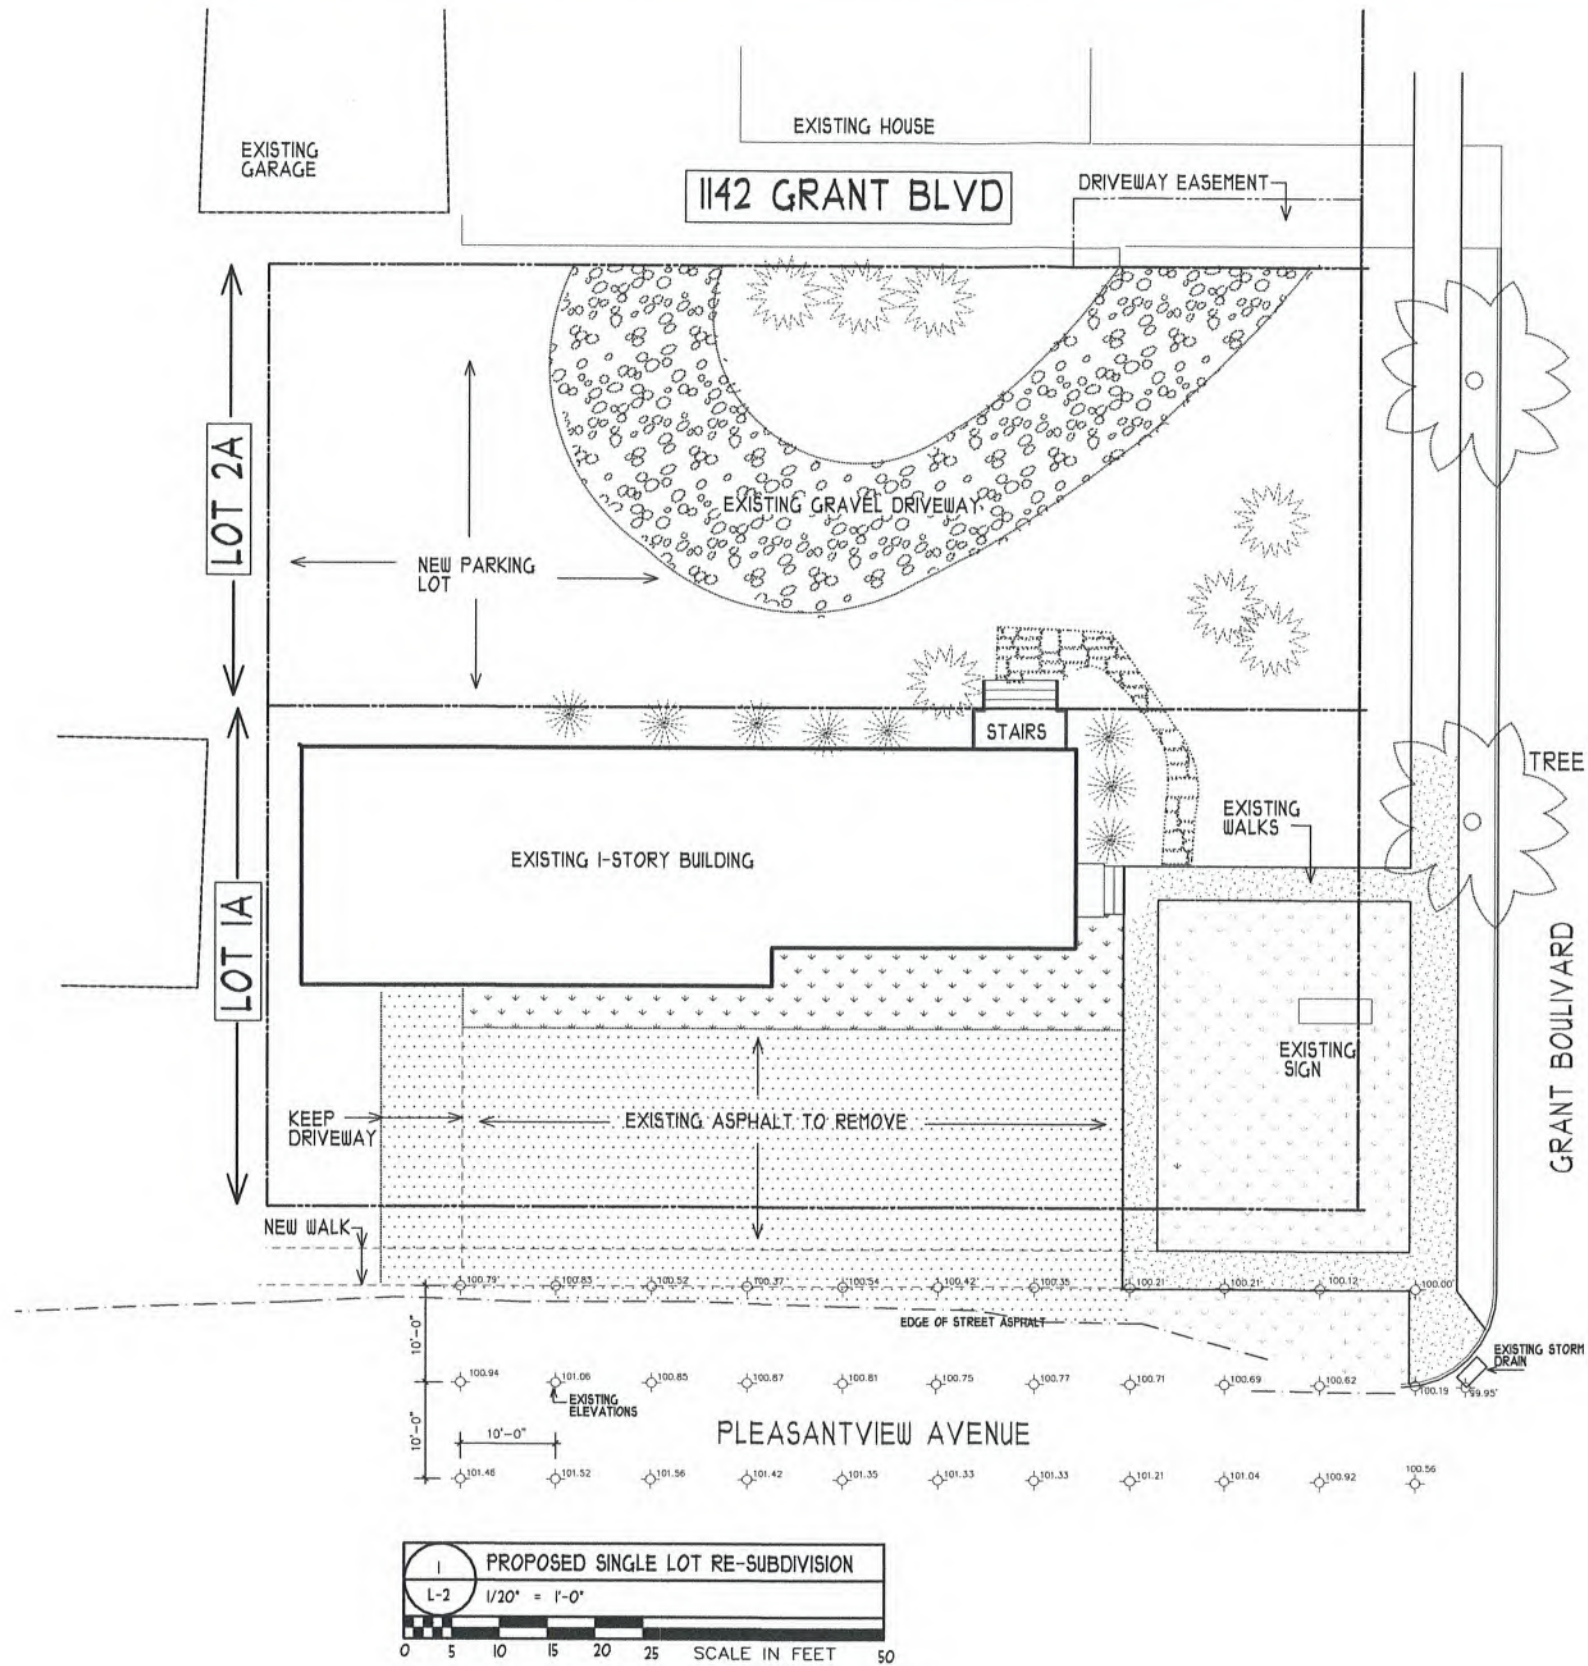 EXISTING
GARAGE
EXISTING HOUSE
1142 GRANT BLVD
DRIVEWAY EASEMENT
LOT 2A
EXISTING GRAVEL DRIVEWAY
NEW PARKING
LOT
STAIRS
TREE
EXISTING
WALKS
EXISTING 1-STORY BUILDING
LOT 1A
GRANT BOULIVARD
EXISTING
SIGN
KEEP
DRIVEWAY
EXISTING ASPHALT TO REMOVE
NEW WALK
100.79' 100.83 100.52 100.37 100.54 100.42' 100.35 100.21 100.21' 100.12 100.00'
10'-0"
EDGE OF STREET ASPHALT
EXISTING STORM
DRAIN
100.94 101.06 100.85 100.87 100.81 100.75 100.77 100.71 100.69 100.62 100.19 99.95'
EXISTING
ELEVATIONS
10'-0"
10'-0"
PLEASANTVIEW AVENUE
101.48 101.52 101.56 101.42 101.35 101.33 101.33 101.21 101.04 100.92 100.56
1
L-2
PROPOSED SINGLE LOT RE-SUBDIVISION
1/20" = 1'-0"
0 5 10 15 20 25 SCALE IN FEET 50